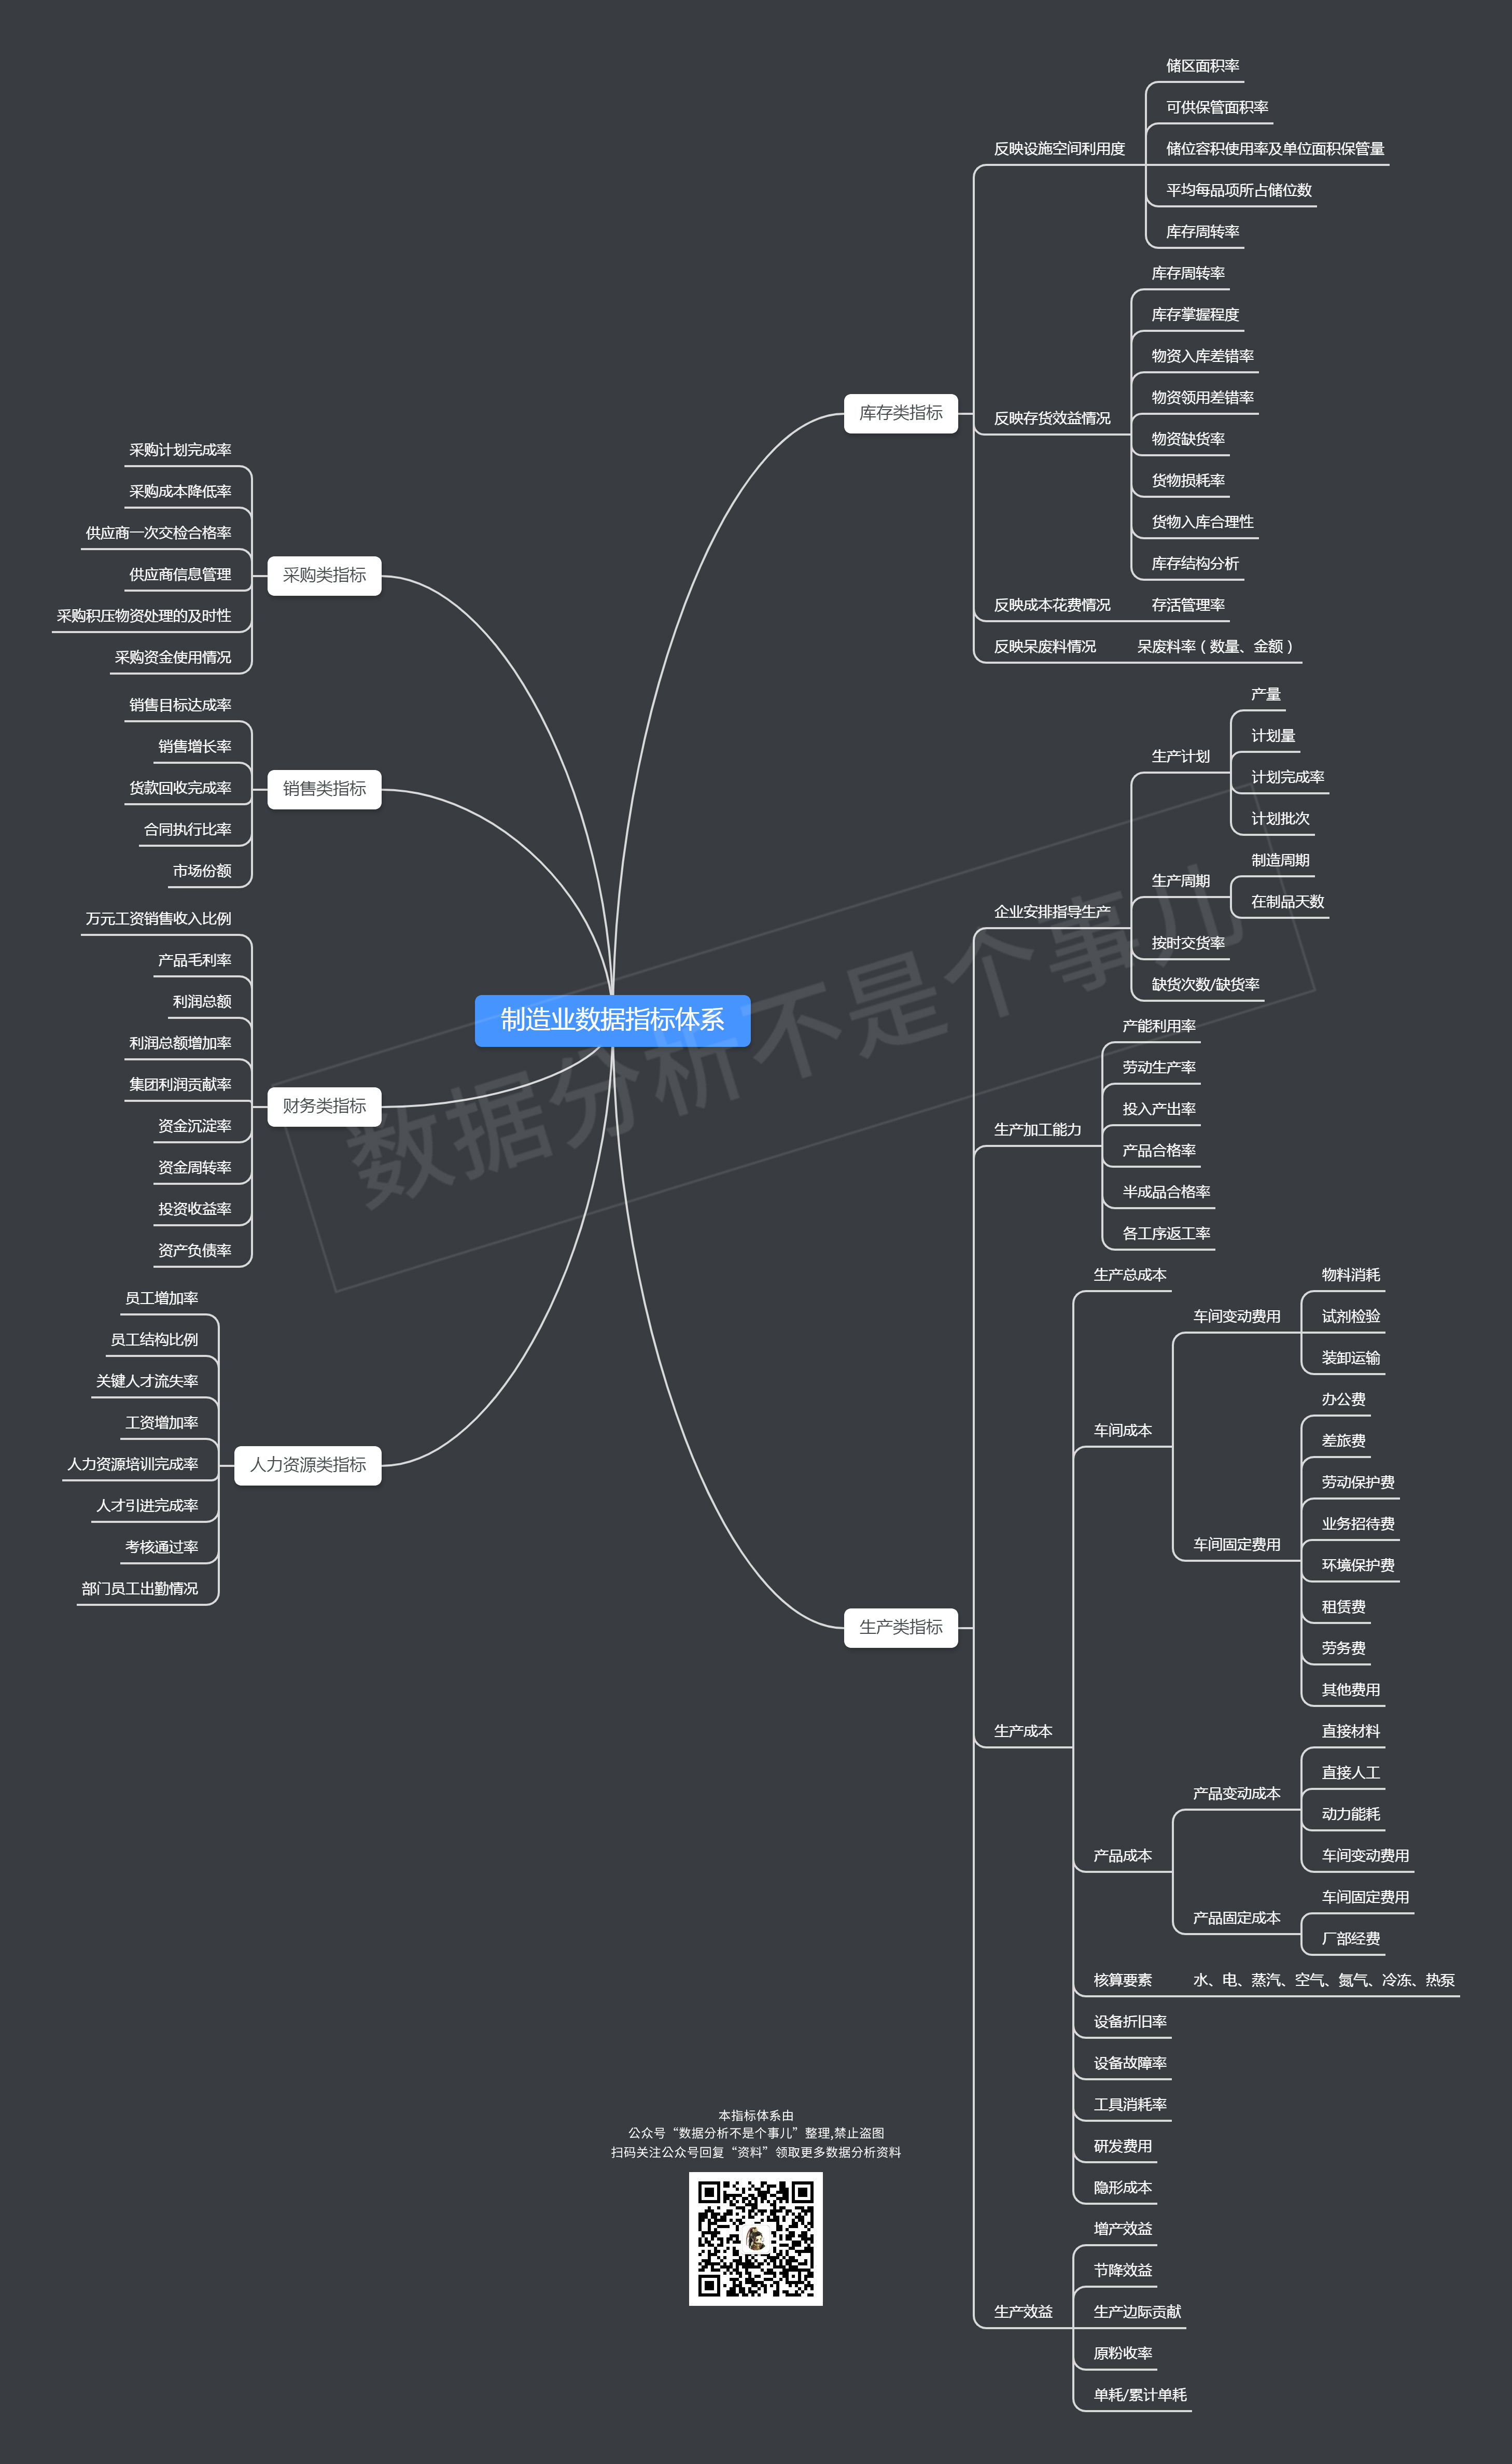 制造业数据指标体系
采购类指标
采购计划完成率
采购成本降低率
供应商一次交检合格率
供应商信息管理
采购积压物资处理的及时性
采购资金使用情况
销售类指标
销售目标达成率
销售增长率
货款回收完成率
合同执行比率
市场份额
财务类指标
万元工资销售收入比例
产品毛利率
利润总额
利润总额增加率
集团利润贡献率
资金沉淀率
资金周转率
投资收益率
资产负债率
人力资源类指标
员工增加率
员工结构比例
关键人才流失率
工资增加率
人力资源培训完成率
人才引进完成率
考核通过率
部门员工出勤情况
库存类指标
反映设施空间利用度
储区面积率
可供保管面积率
储位容积使用率及单位面积保管量
平均每品项所占储位数
库存周转率
反映存货效益情况
库存周转率
库存掌握程度
物资入库差错率
物资领用差错率
物资缺货率
货物损耗率
货物入库合理性
库存结构分析
反映成本花费情况
存活管理率
反映呆废料情况
呆废料率（数量、金额）
生产类指标
企业安排指导生产
生产计划
产量
计划量
计划完成率
计划批次
生产周期
制造周期
在制品天数
按时交货率
缺货次数/缺货率
生产加工能力
产能利用率
劳动生产率
投入产出率
产品合格率
半成品合格率
各工序返工率
生产成本
生产总成本
车间成本
车间变动费用
物料消耗
试剂检验
装卸运输
车间固定费用
办公费
差旅费
劳动保护费
业务招待费
环境保护费
租赁费
劳务费
其他费用
产品成本
产品变动成本
直接材料
直接人工
动力能耗
车间变动费用
产品固定成本
车间固定费用
厂部经费
核算要素
水、电、蒸汽、空气、氮气、冷冻、热泵
设备折旧率
设备故障率
工具消耗率
研发费用
隐形成本
生产效益
增产效益
节降效益
生产边际贡献
原粉收率
单耗/累计单耗
数据分析不是个事儿
本指标体系由
公众号“数据分析不是个事儿”整理,禁止盗图
扫码关注公众号回复“资料”领取更多数据分析资料